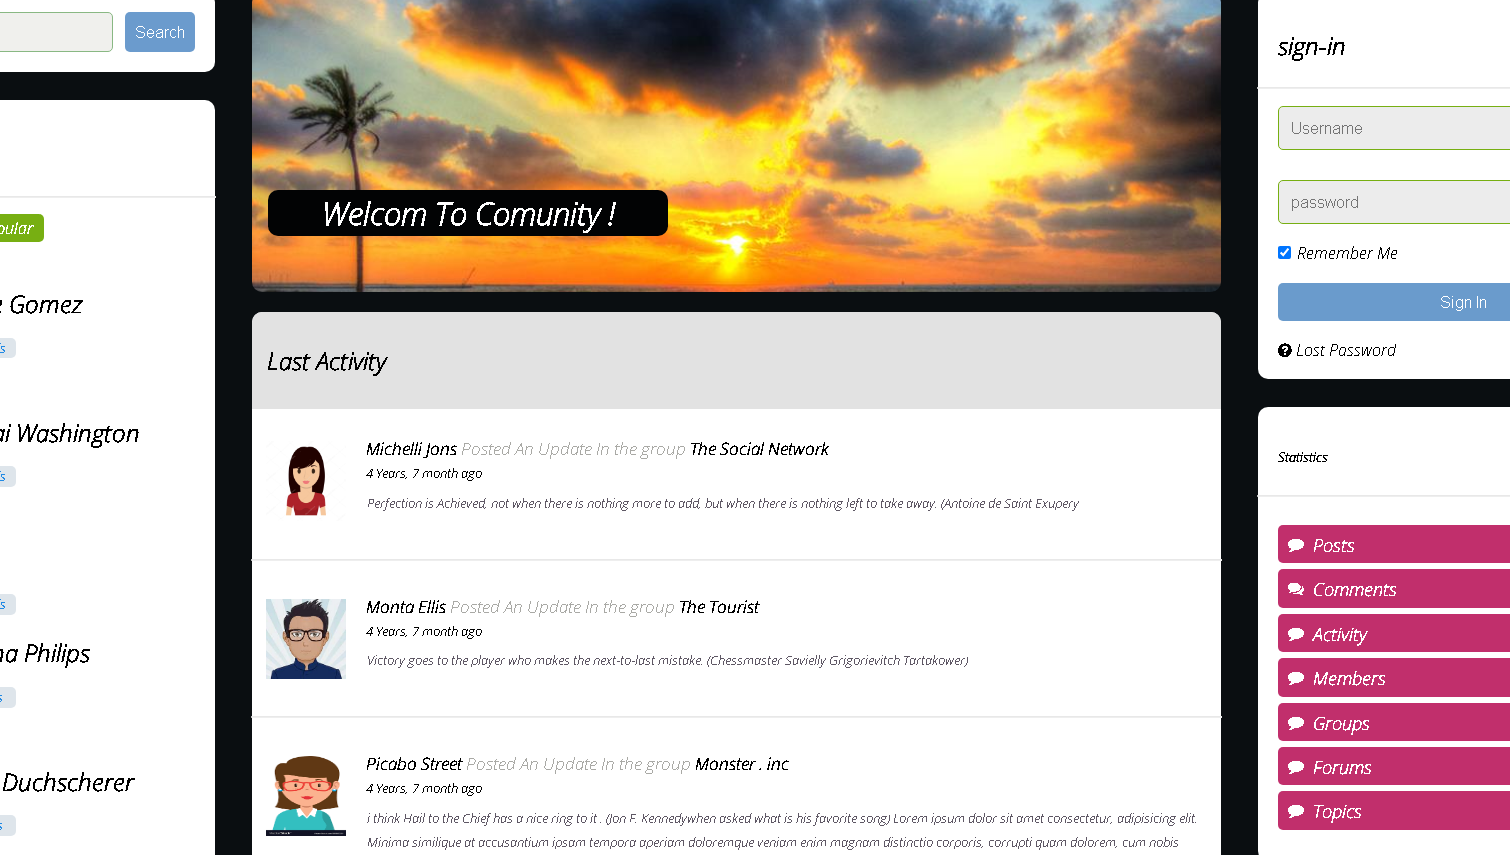 Search
Gomez
Washington
Philips
Duchscherer
Welcom To Comunity !
Last Activity
Michelli Jons Posted An Update In the group The Social Network
4 Years, 7 month ago
Perfection is Achieved, not when there is nothing more to add, but when there is nothing left to take away. (Antoine de Saint Exupery
Monta Ellis Posted An Update In the group The Tourist
4 Years, 7 month ago
Victory goes to the player who makes the next-to-last mistake. (Chessmaster Savielly Grigorievitch Tartakower)
Picabo Street Posted An Update In the group Monster . inc
4 Years, 7 month ago
i think Hail to the Chief has a nice ring to it . (Jon F. Kennedywhen asked what is his favorite song) Lorem ipsum dolor sit amet consectetur, adipisicing elit.
Minima similique at accusantium ipsam tempora aperiam doloremque veniam enim magnam distinctio corporis, corrupti quam dolorem, cum nobis
sign-in
Username
password
Remember Me
Sign In
Lost Password
Statistics
Posts
Comments
Activity
Members
Groups
Forums
Topics